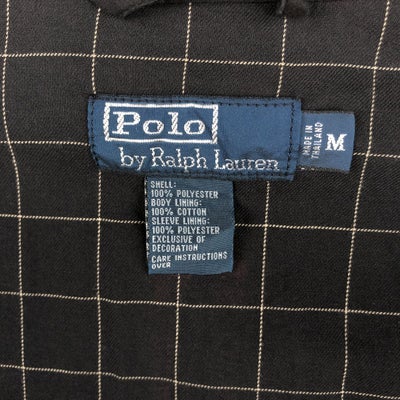 Polo
by Ralph Lauren
MADE IN
THAILAND
M
SHELL:
100% POLYESTER
BODY LINING:
100% COTTON
SLEEVE LINING:
100% POLYESTER
EXCLUSIVE OF
DECORATION
CARE INSTRUCTIONS
OVER